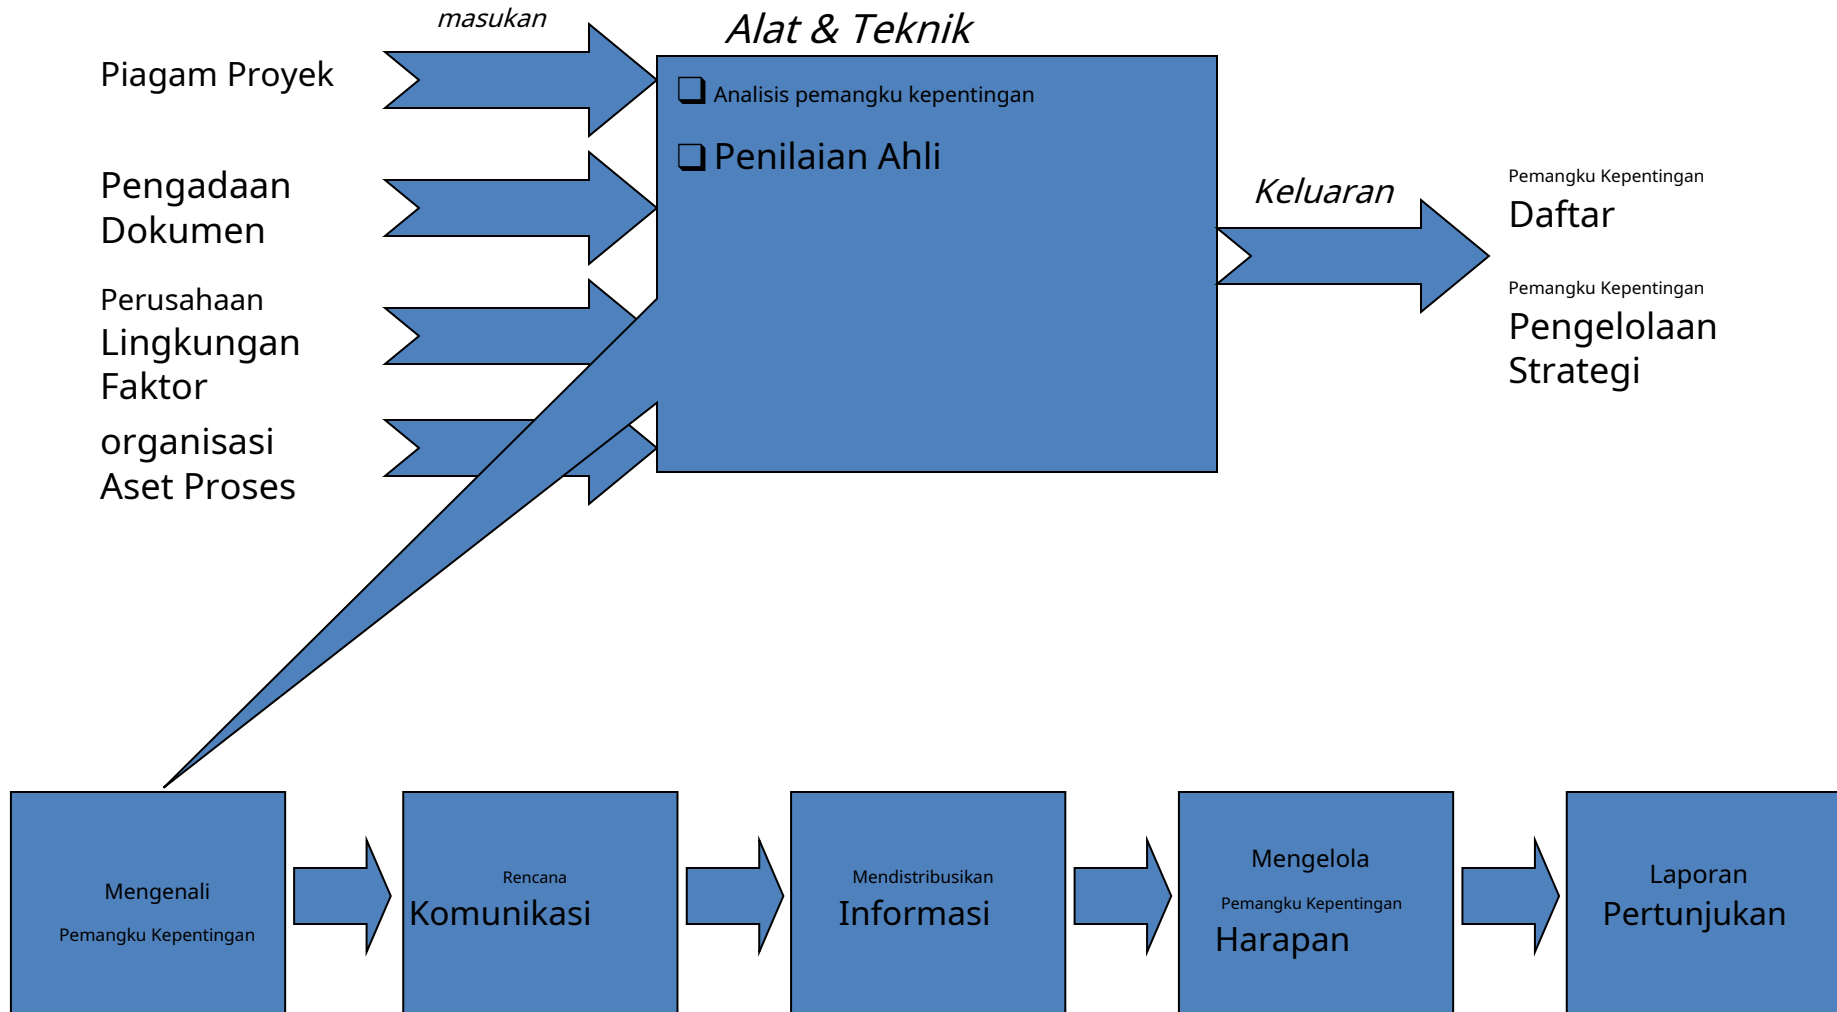 masukan
Alat & Teknik
Piagam Proyek
❑ Analisis pemangku kepentingan
❑ Penilaian Ahli
Pengadaan
Dokumen
Perusahaan
Lingkungan
Faktor
organisasi
Aset Proses
Keluaran
Pemangku Kepentingan
Daftar
Pemangku Kepentingan
Pengelolaan
Strategi
Mengenali
Pemangku Kepentingan
Rencana
Komunikasi
Mendistribusikan
Informasi
Mengelola
Pemangku Kepentingan
Harapan
Laporan
Pertunjukan